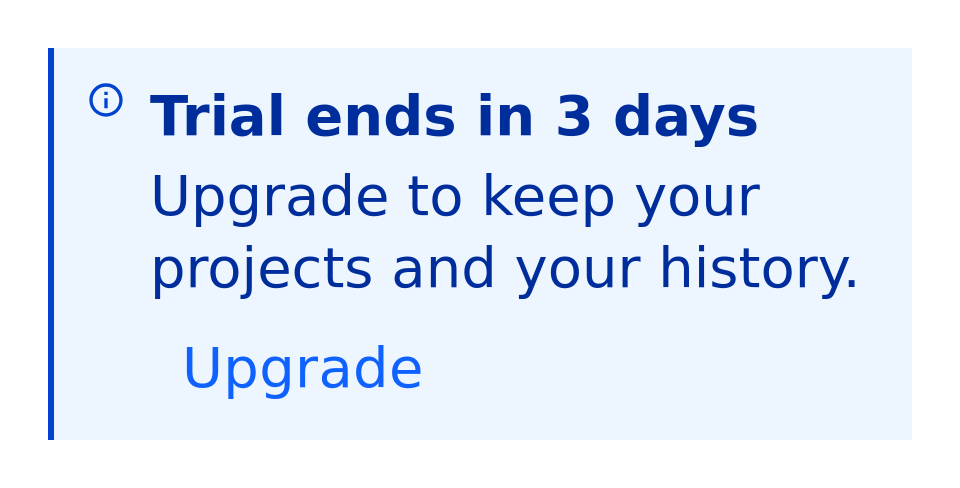 Trial ends in 3 days
Upgrade to keep your
projects and your history.
Upgrade